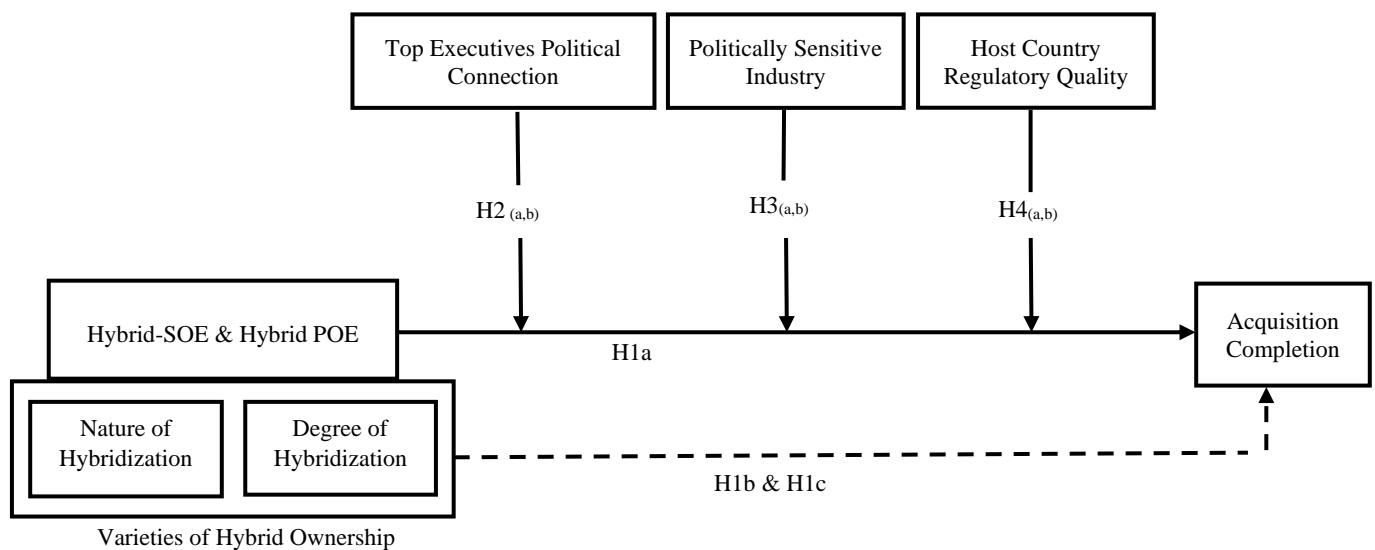 Top Executives Political
Connection
Politically Sensitive
Industry
Host Country
Regulatory Quality
H2 (a,b)
H3(a,b)
H4(a,b)
Hybrid-SOE & Hybrid POE
H1a
Acquisition
Completion
Nature of
Hybridization
Degree of
Hybridization
H1b & H1c
Varieties of Hybrid Ownership